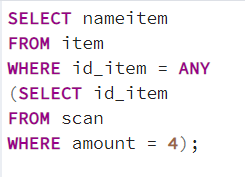 SELECT nameitem
FROM item
WHERE id_item = ANY
(SELECT id_item
FROM scan
WHERE amount = 4);